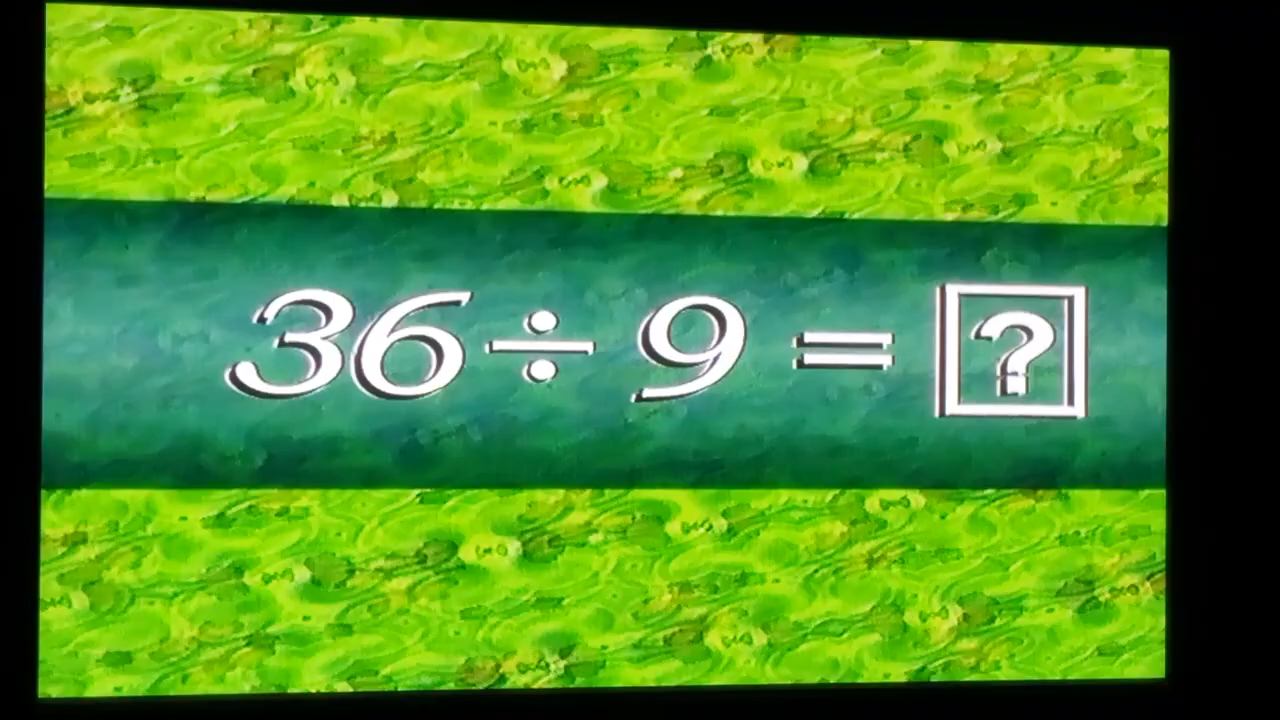 36 ÷ 9 = ?